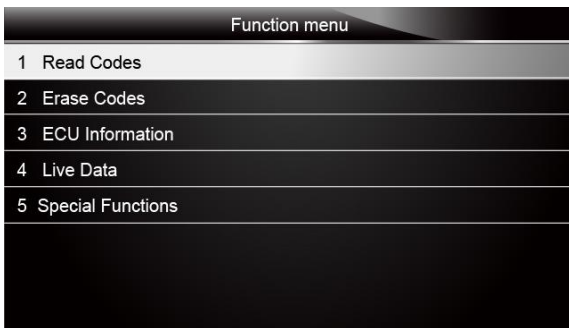 Function menu
1 Read Codes
2 Erase Codes
3 ECU Information
4 Live Data
5 Special Functions